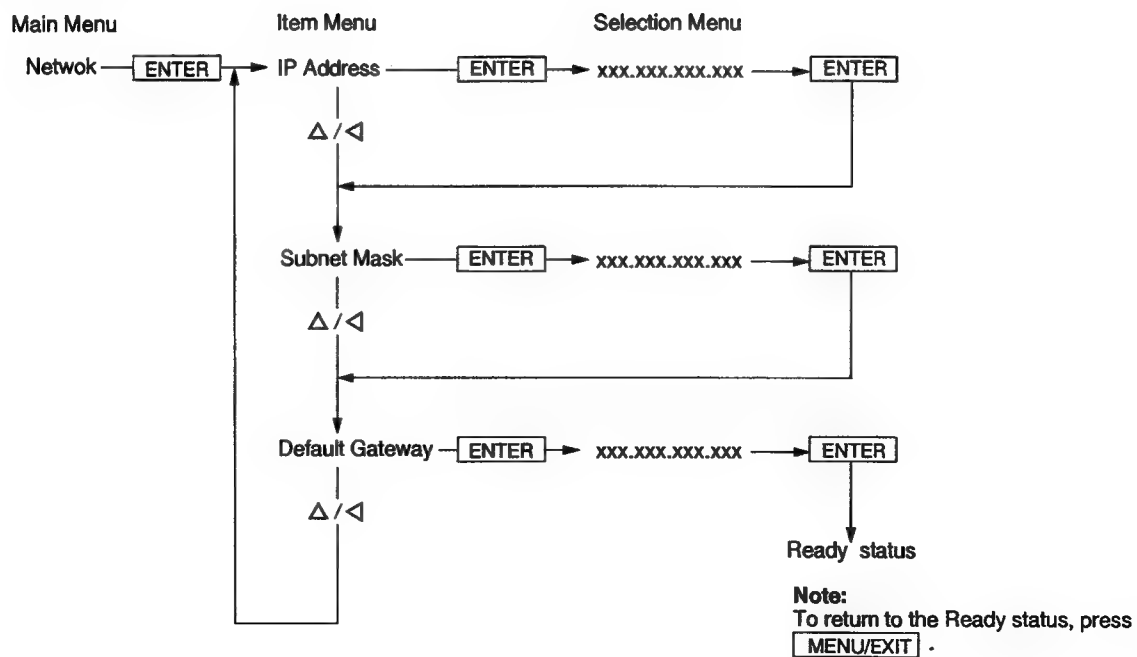 Main Menu Item Menu Selection Menu
Netwok ENTER IP Address ENTER xxx.xxx.xxx.xxx ENTER
△ / ◁
Subnet Mask ENTER xxx.xxx.xxx.xxx ENTER
△ / ◁
Default Gateway ENTER xxx.xxx.xxx.xxx ENTER
△ / ◁
Ready status
Note:
To return to the Ready status, press
MENU/EXIT .